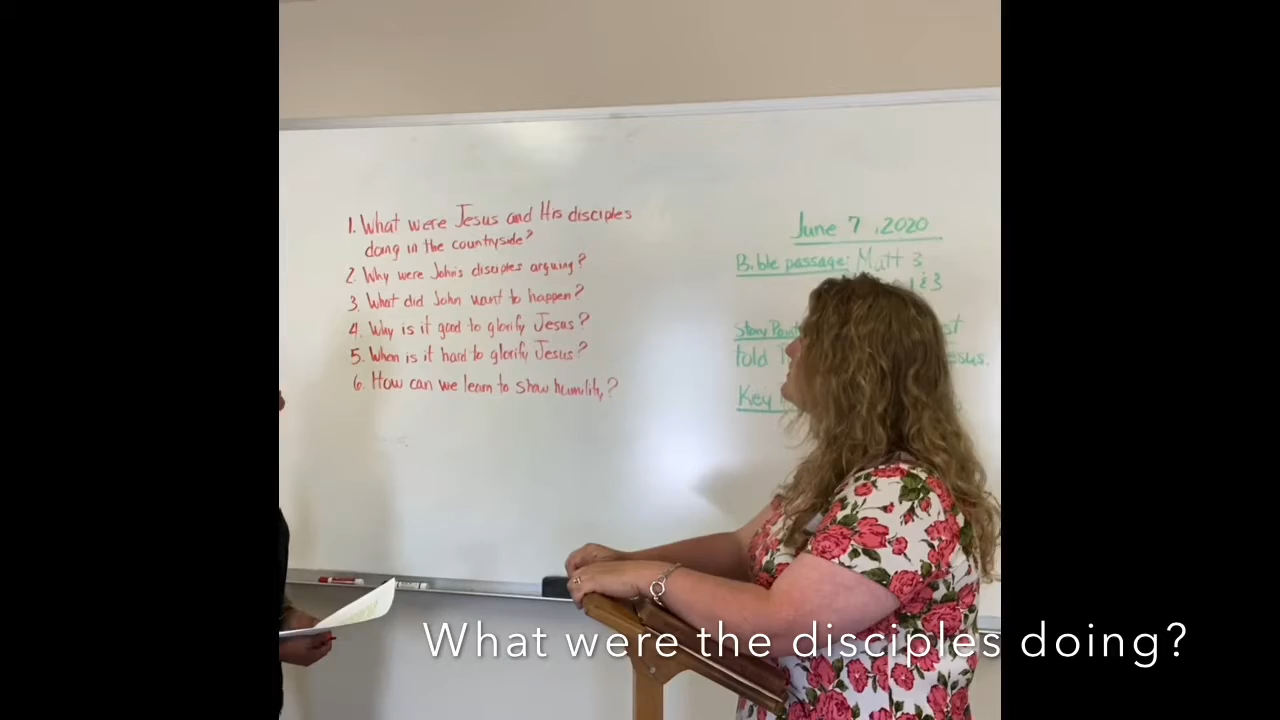 1. What were Jesus and His disciples
doing in the countryside?
2. Why were John's disciples arguing?
3. What did John want to happen?
4. Why is it good to glorify Jesus?
5. When is it hard to glorify Jesus?
6. How can we learn to show humility?
June 7, 2020
Bible passage: Matt 3
1 & 3
Story Point
told Jesus.
Key
What were the disciples doing?